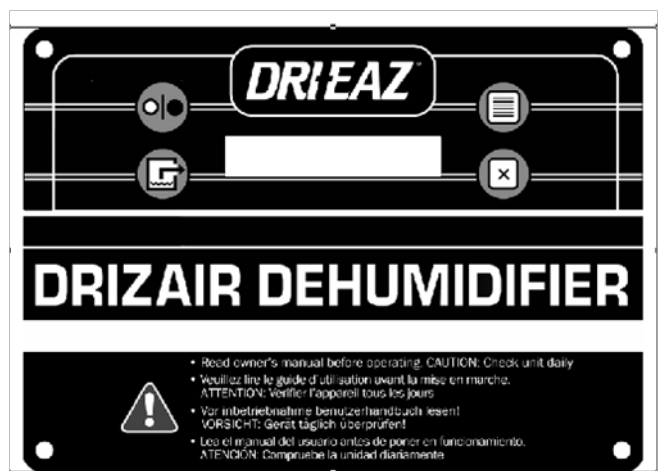 DRI-EAZ
DRIZAIR DEHUMIDIFIER
• Read owner's manual before operating. CAUTION: Check unit daily
• Veuillez lire le guide d'utilisation avant la mise en marche.
ATTENTION: Vérifier l'appareil tous les jours
• Vor inbetriebnahme benutzerhandbuch lesen!
VORSICHT: Gerät täglich überprüfen!
• Lea el manual del usuario antes de poner en funcionamiento.
ATENCIÓN: Compruebe la unidad diariamente